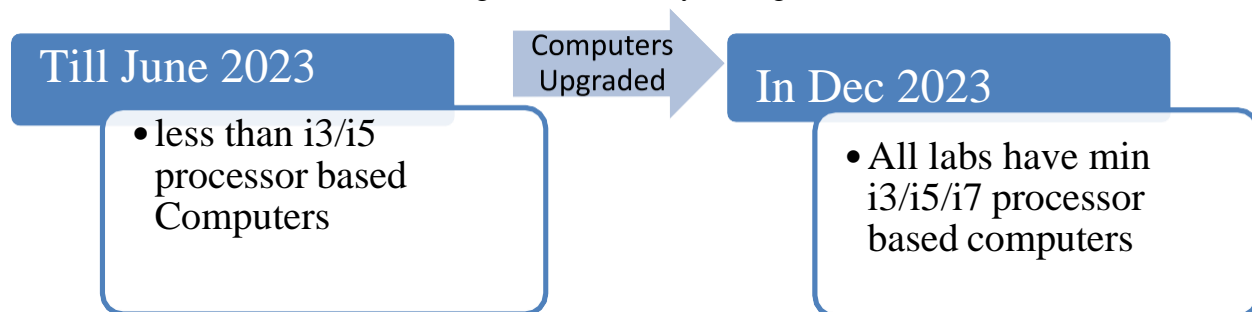 Till June 2023
• less than i3/i5
processor based
Computers
Computers
Upgraded
In Dec 2023
• All labs have min
i3/i5/i7 processor
based computers